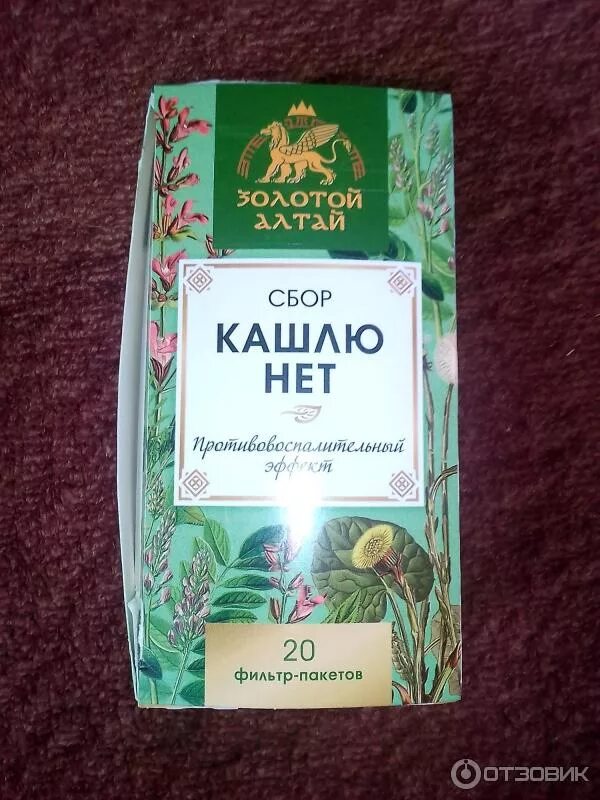 ЗОЛОТОЙ
АЛТАЙ
СБОР
КАШЛЮ
НЕТ
Противовоспалительный
эффект
20
фильтр-пакетов
ОТЗОВИК